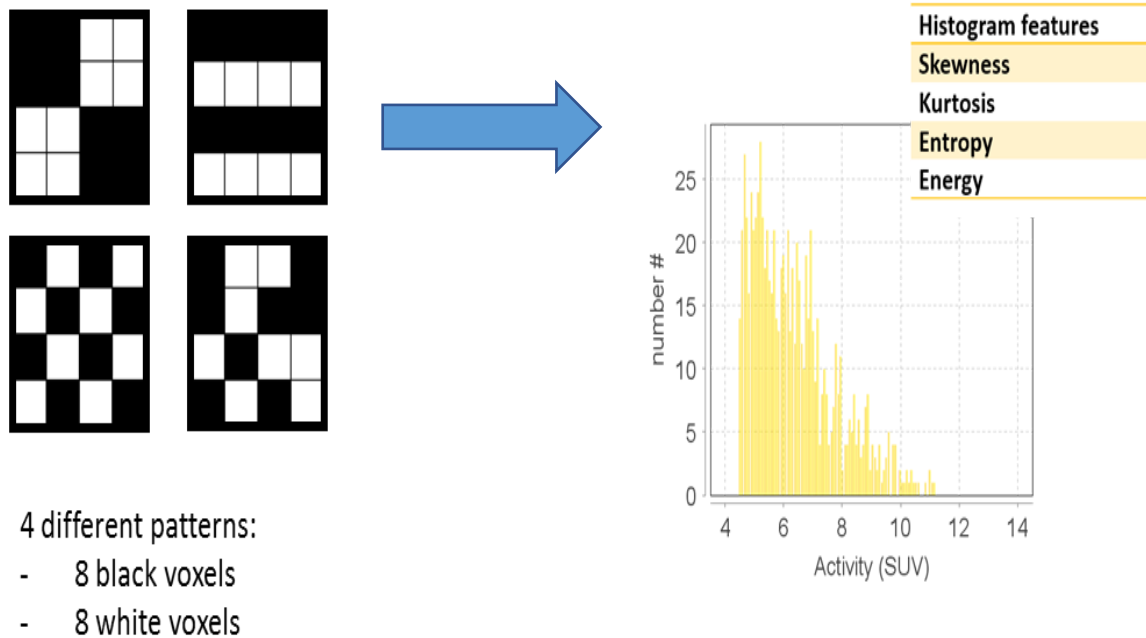 Histogram features
Skewness
Kurtosis
Entropy
Energy
25
20
15
10
5
0
number #
4 6 8 10 12 14
Activity (SUV)
4 different patterns:
- 8 black voxels
- 8 white voxels